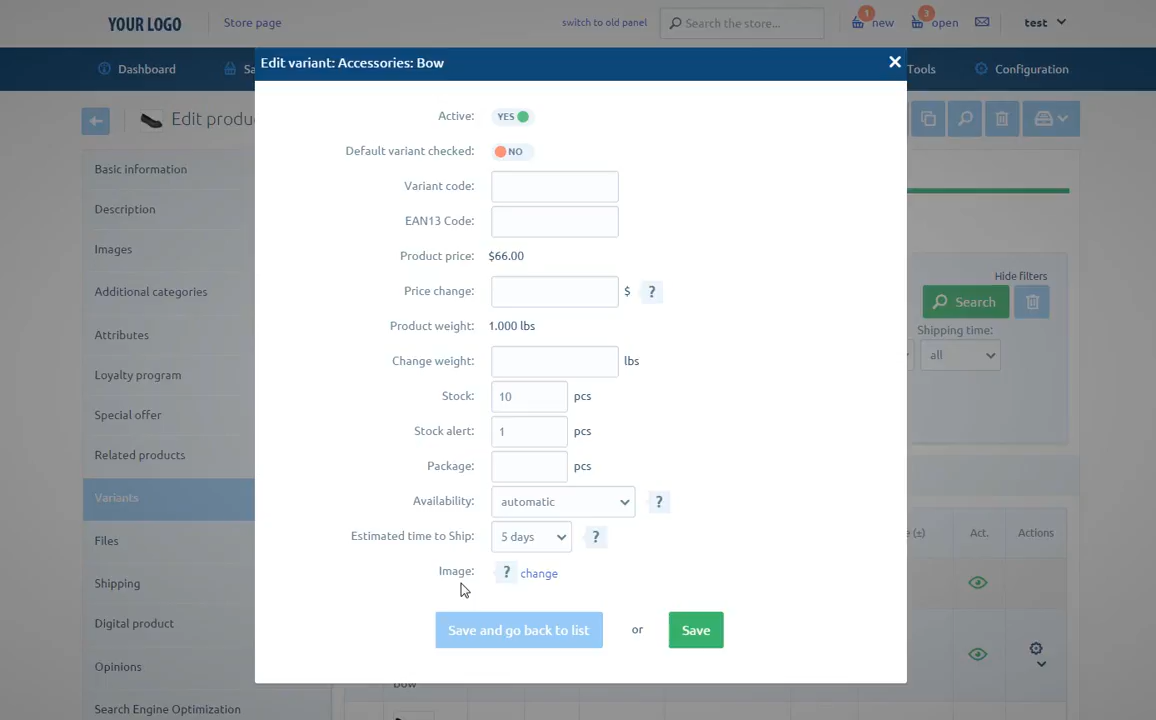 YOUR LOGO
Store page
switch to old panel
Search the store...
1
new
3
open
test
Dashboard
Tools
Configuration
Edit variant: Accessories: Bow
Basic information
Description
Images
Additional categories
Attributes
Loyalty program
Special offer
Related products
Variants
Files
Shipping
Digital product
Opinions
Search Engine Optimization
Active:
YES
Default variant checked:
NO
Variant code:
EAN13 Code:
Product price:
$66.00
Price change:
$
?
Product weight:
1.000 lbs
Change weight:
lbs
Stock:
10
pcs
Stock alert:
1
pcs
Package:
pcs
Availability:
automatic
?
Estimated time to Ship:
5 days
?
Image:
?
change
Save and go back to list
or
Save
Hide filters
Search
Shipping time:
all
(±)
Act.
Actions
Bow